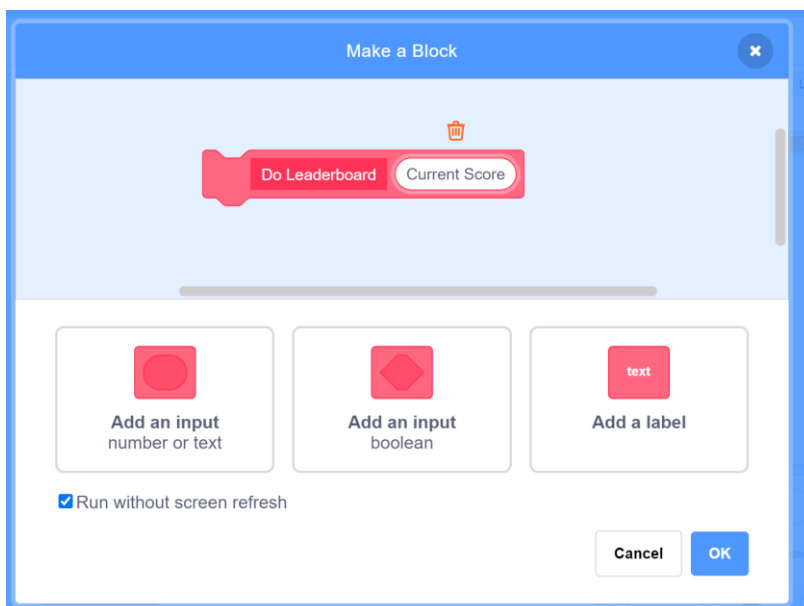 Make a Block
Do Leaderboard Current Score
text
Add an input
number or text
Add an input
boolean
Add a label
Run without screen refresh
Cancel OK